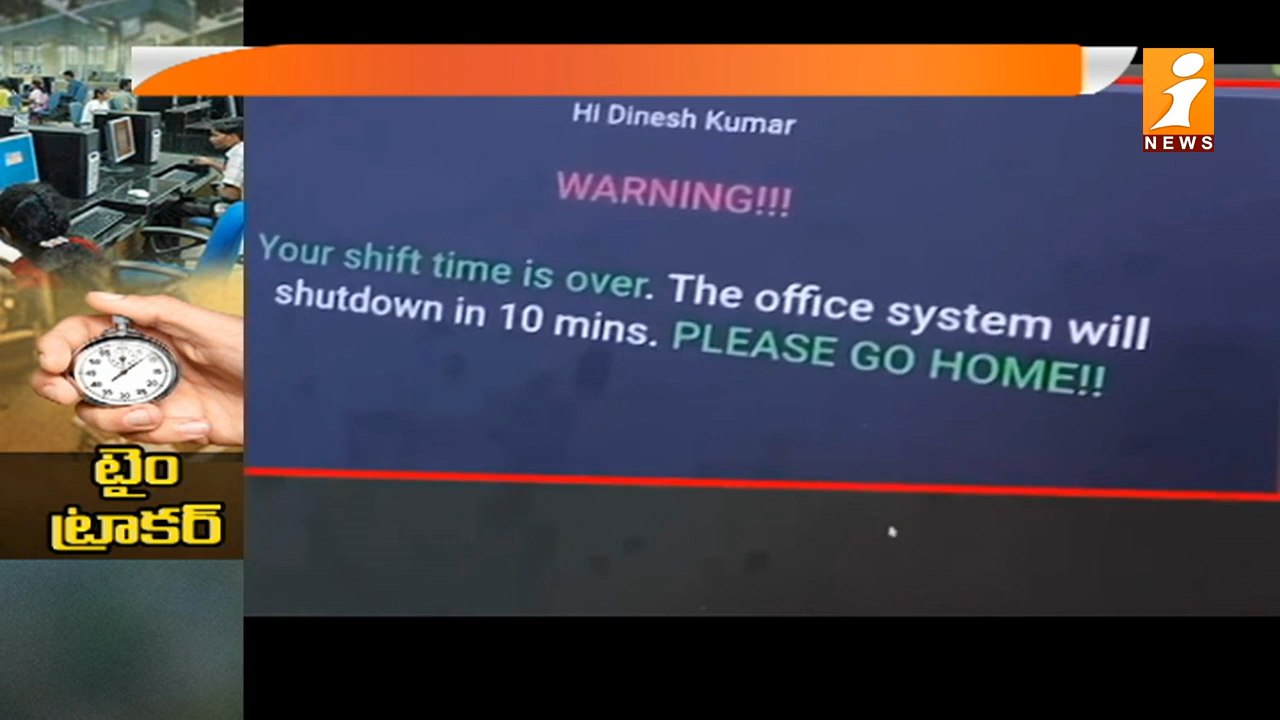 i
NEWS
HI Dinesh Kumar
WARNING!!!
Your shift time is over. The office system will
shutdown in 10 mins. PLEASE GO HOME!!
టైం
ట్రాకర్